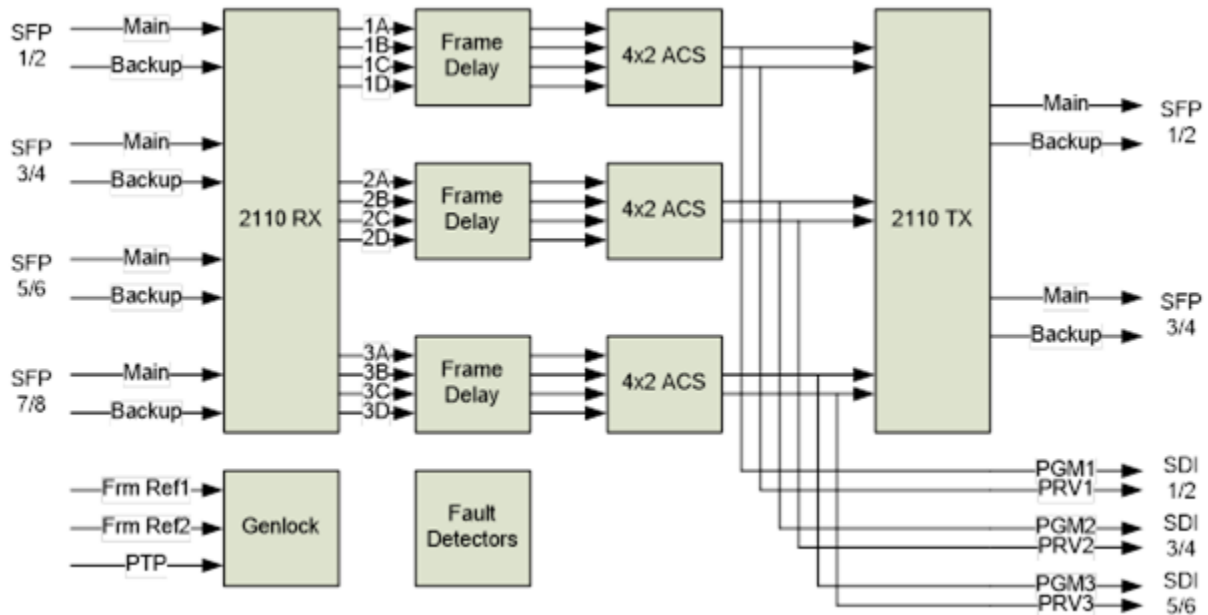 SFP
1/2
Main
Backup
SFP
3/4
Main
Backup
SFP
5/6
Main
Backup
SFP
7/8
Main
Backup
2110 RX
1A
1B
1C
1D
Frame
Delay
4x2 ACS
2A
2B
2C
2D
Frame
Delay
4x2 ACS
3A
3B
3C
3D
Frame
Delay
4x2 ACS
2110 TX
Main
Backup
SFP
1/2
Main
Backup
SFP
3/4
Frm Ref1
Frm Ref2
PTP
Genlock
Fault
Detectors
PGM1
PRV1
SDI
1/2
PGM2
PRV2
SDI
3/4
PGM3
PRV3
SDI
5/6